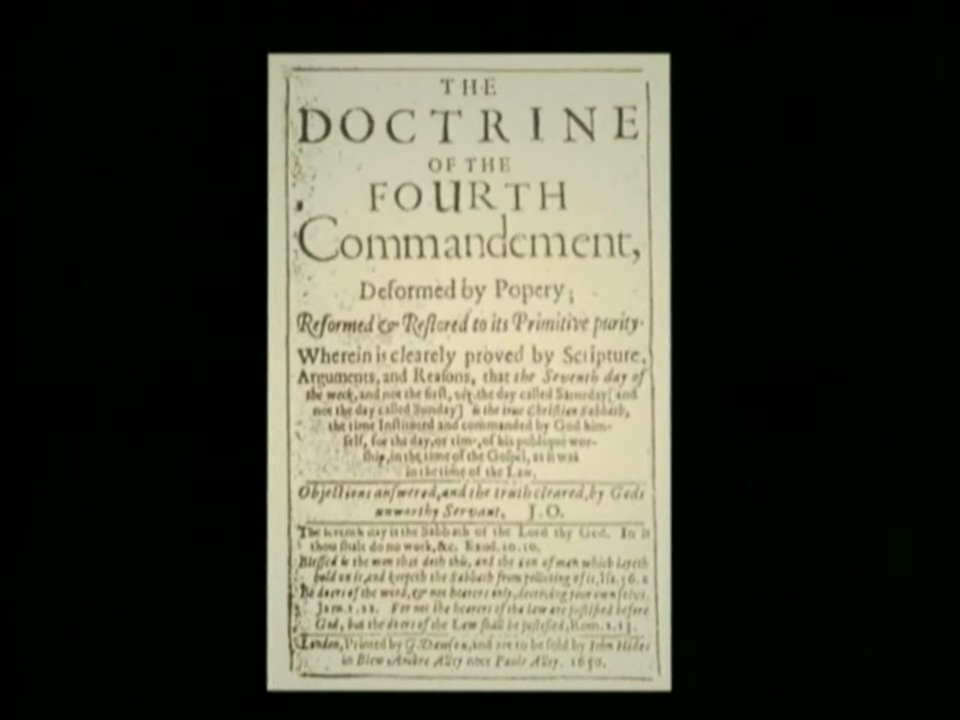 THE
DOCTRINE
OF THE
FOURTH
Commandement,
Deformed by Popery;
Reformed & Reſtored to its Primitive purity.
Wherein is clearely proved by Scripture,
Arguments, and Reaſons, that the Seventh day of
the week, and not the firſt, the day called Saturday [and
not the day called Sunday] is the true Chriſtian Sabbath,
the time Inſtituted and commanded by God him-
ſelf, for the day, or time, of his publique wor-
ſhip, in the time of the Goſpel, as it was
in the time of the Law.
Objections anſwered, and the truth cleared, by Gods
unworthy Servant, J.O.
The ſeventh day is the Sabbath of the Lord thy God. In it
thou ſhalt do no work, &c. Exod. 20.10.
Bleſſed is the man that doth this, and the son of man which layeth
hold on it, and keepeth the Sabbath from polluting of it, Iſa. 56.2
Be doers of the word, & not hearers only, deceiving your own ſelves,
Jam. 1.22. For not the hearers of the law are juſtified before
God, but the doers of the Law ſhall be juſtified, Rom. 2.13.
London, Printed by G. Dawſon, and are to be ſold by John Hides
in Blew Ankre Alley neer Pauls Alley. 1650.